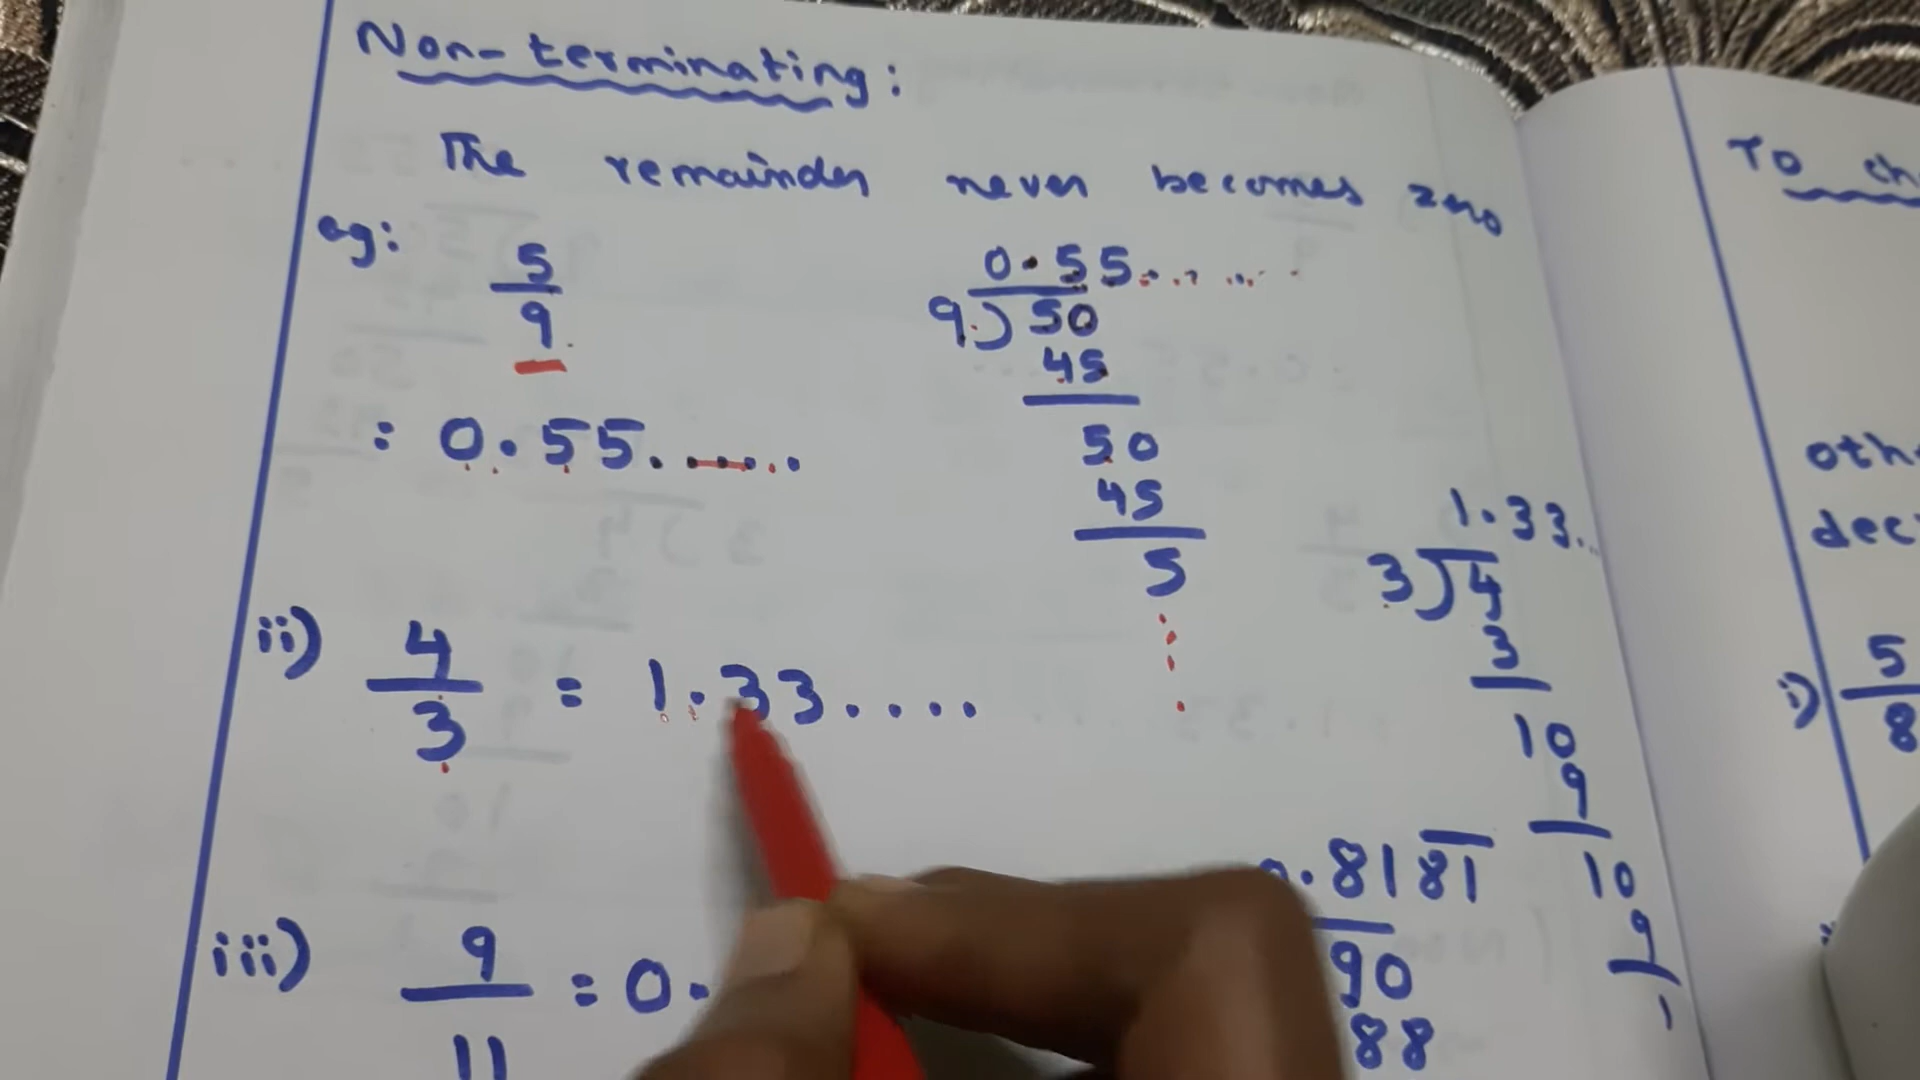 Non-terminating:
The remainder never becomes zero
eg:
5
9
= 0.55......
0.55......
9)50
45
50
45
5
ii) 4
3
= 1.33....
1.33...
3)4
3
10
9
10
9
1
iii) 9
11
= 0.
.8181
90
88
To ch
oth
dec
i) 5
8